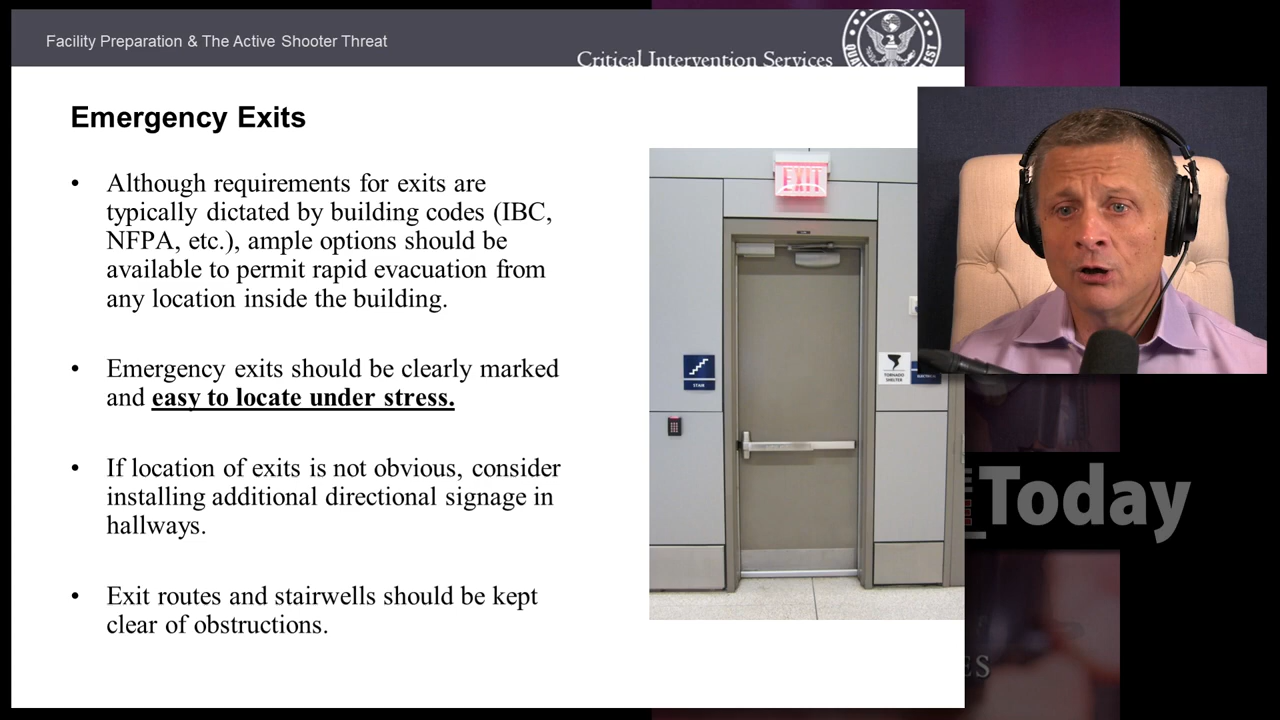 Facility Preparation & The Active Shooter Threat
Critical Intervention Services
Emergency Exits
• Although requirements for exits are
typically dictated by building codes (IBC,
NFPA, etc.), ample options should be
available to permit rapid evacuation from
any location inside the building.
• Emergency exits should be clearly marked
and easy to locate under stress.
• If location of exits is not obvious, consider
installing additional directional signage in
hallways.
• Exit routes and stairwells should be kept
clear of obstructions.
EXIT
STAIR
TORNADO
SHELTER
Today
ES